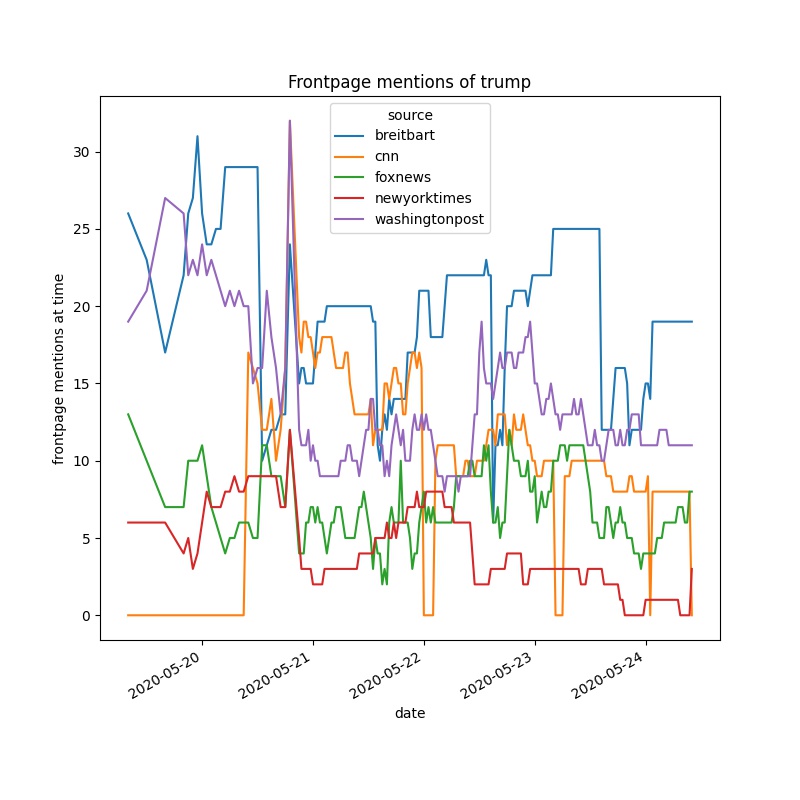 Frontpage mentions of trump
source
breitbart
cnn
foxnews
newyorktimes
washingtonpost
30
25
20
15
10
5
0
frontpage mentions at time
2020-05-20
2020-05-21
2020-05-22
2020-05-23
2020-05-24
date